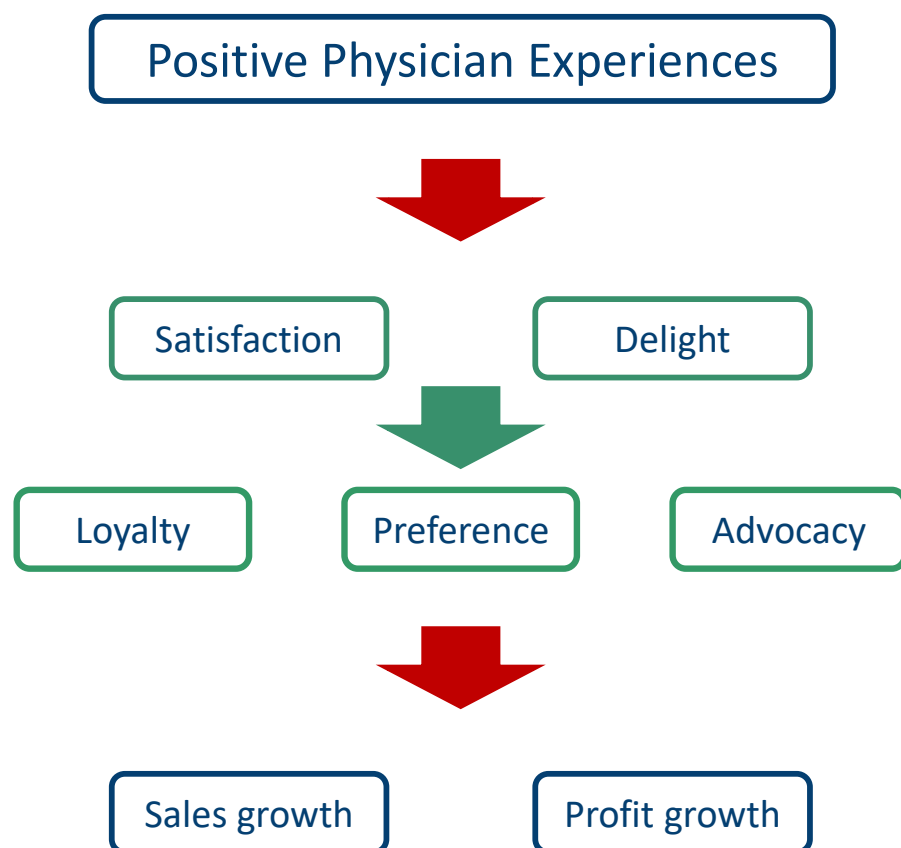 Positive Physician Experiences
Satisfaction
Delight
Loyalty
Preference
Advocacy
Sales growth
Profit growth